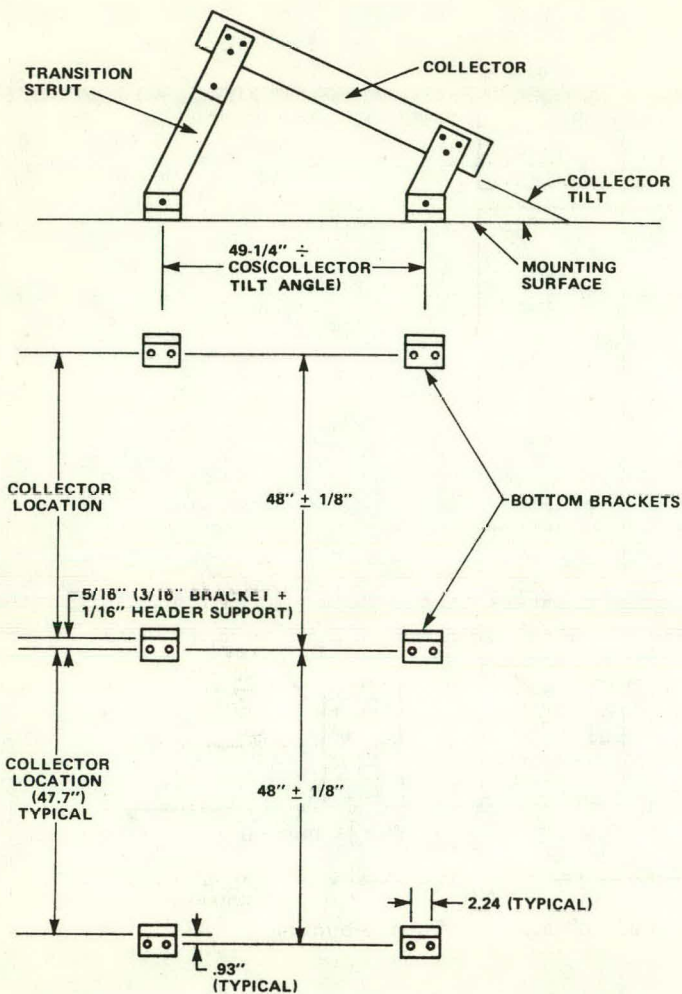 TRANSITION
STRUT
COLLECTOR
COLLECTOR
TILT
49-1/4" ÷
COS(COLLECTOR
TILT ANGLE)
MOUNTING
SURFACE
COLLECTOR
LOCATION
48" ± 1/8"
BOTTOM BRACKETS
5/16" (3/16" BRACKET +
1/16" HEADER SUPPORT)
COLLECTOR
LOCATION
(47.7")
TYPICAL
48" ± 1/8"
2.24 (TYPICAL)
.93"
(TYPICAL)